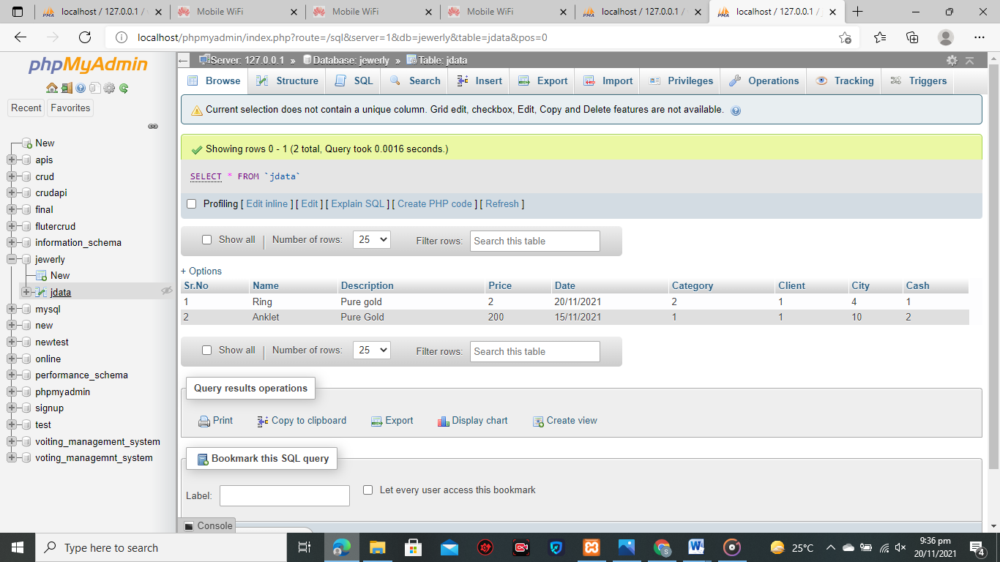 localhost / 127.0.0.1 / v
Mobile WiFi
Mobile WiFi
Mobile WiFi
localhost / 127.0.0.1 /
localhost / 127.0.0.1 / j
localhost/phpmyadmin/index.php?route=/sql&server=1&db=jewerly&table=jdata&pos=0
phpMyAdmin
Recent
Favorites
New
apis
crud
crudapi
final
flutercrud
information_schema
jewerly
New
jdata
mysql
new
newtest
online
performance_schema
phpmyadmin
signup
test
voiting_management_system
voting_managemnt_system
Server: 127.0.0.1 » Database: jewerly » Table: jdata
Browse Structure SQL Search Insert Export Import Privileges Operations Tracking Triggers
Current selection does not contain a unique column. Grid edit, checkbox, Edit, Copy and Delete features are not available.
Showing rows 0 - 1 (2 total, Query took 0.0016 seconds.)
SELECT * FROM `jdata`
Profiling [ Edit inline ] [ Edit ] [ Explain SQL ] [ Create PHP code ] [ Refresh ]
Show all | Number of rows: 25 Filter rows: Search this table
+ Options
Sr.No Name Description Price Date Category Client City Cash
1 Ring Pure gold 2 20/11/2021 2 1 4 1
2 Anklet Pure Gold 200 15/11/2021 1 1 10 2
Show all | Number of rows: 25 Filter rows: Search this table
Query results operations
Print Copy to clipboard Export Display chart Create view
Bookmark this SQL query
Label: Let every user access this bookmark
Console
Type here to search
25°C
9:36 pm
20/11/2021
4